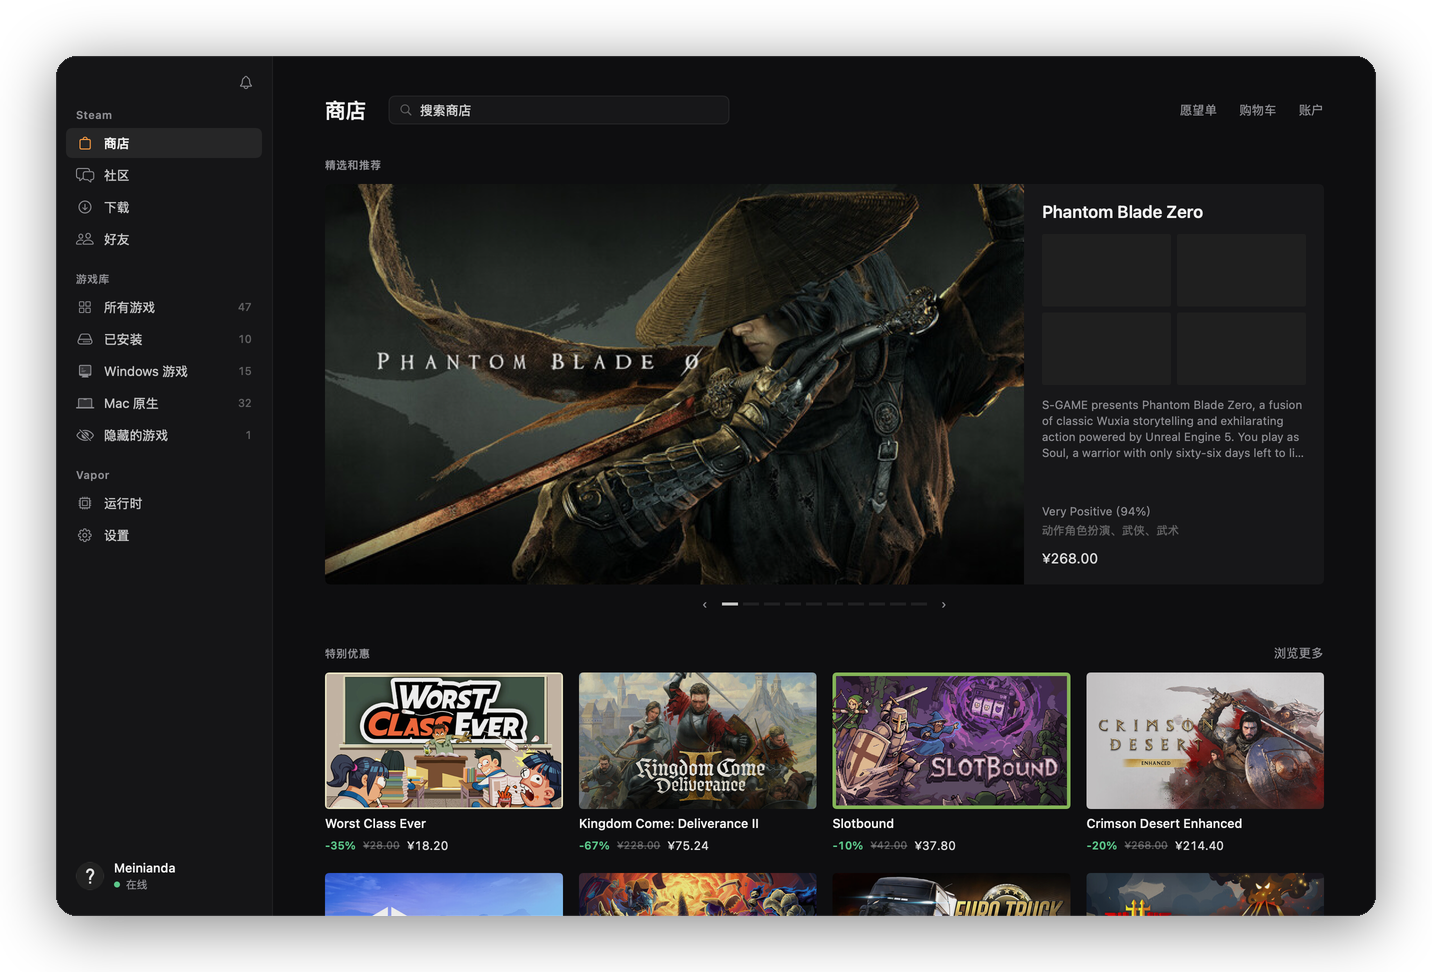 Steam
商店
社区
下载
好友
游戏库
所有游戏 47
已安装 10
Windows 游戏 15
Mac 原生 32
隐藏的游戏 1
Vapor
运行时
设置
? Meinianda
在线
商店 搜索商店 愿望单 购物车 账户
精选和推荐
PHANTOM BLADE 0
Phantom Blade Zero
S-GAME presents Phantom Blade Zero, a fusion
of classic Wuxia storytelling and exhilarating
action powered by Unreal Engine 5. You play as
Soul, a warrior with only sixty-six days left to li...
Very Positive (94%)
动作角色扮演、武侠、武术
¥268.00
‹ ›
特别优惠 浏览更多
WORST
CLASS EVER
Worst Class Ever
-35% ¥28.00 ¥18.20
Kingdom Come
Deliverance
II
Kingdom Come: Deliverance II
-67% ¥228.00 ¥75.24
SLOTBOUND
Slotbound
-10% ¥42.00 ¥37.80
CRIMSON
DESERT
ENHANCED
Crimson Desert Enhanced
-20% ¥268.00 ¥214.40
EURO TRUCK